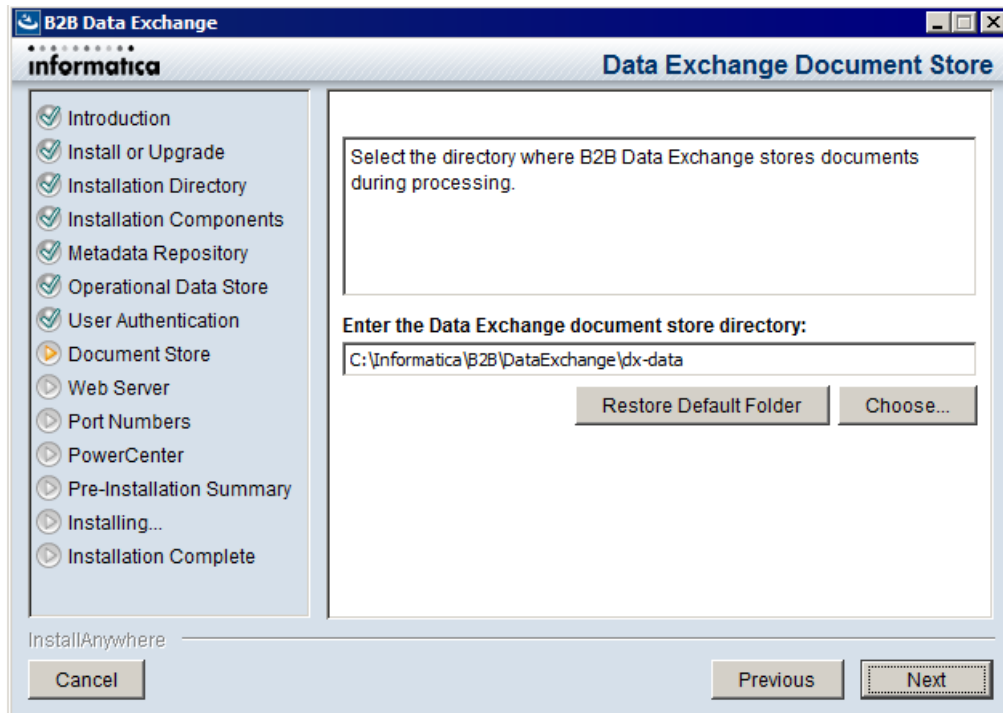 B2B Data Exchange
informatica
Data Exchange Document Store
Introduction
Install or Upgrade
Installation Directory
Installation Components
Metadata Repository
Operational Data Store
User Authentication
Document Store
Web Server
Port Numbers
PowerCenter
Pre-Installation Summary
Installing...
Installation Complete
Select the directory where B2B Data Exchange stores documents
during processing.
Enter the Data Exchange document store directory:
C:\Informatica\B2B\DataExchange\dx-data
Restore Default Folder
Choose...
InstallAnywhere
Cancel
Previous
Next